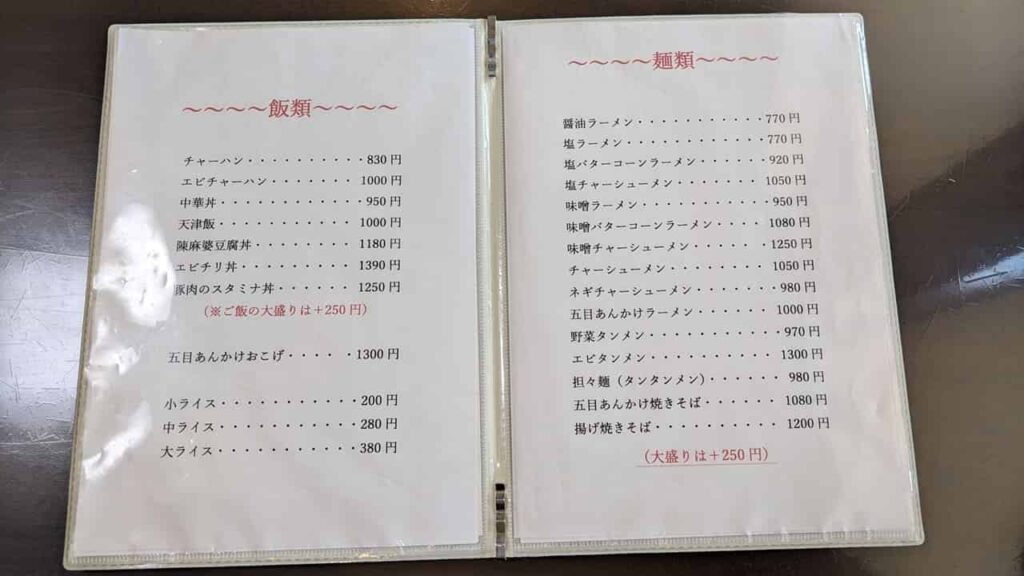 ～～～～飯類～～～～
チャーハン・・・・・・・・・・830円
エビチャーハン・・・・・・・1000円
中華丼・・・・・・・・・・・・950円
天津飯・・・・・・・・・・・1000円
陳麻婆豆腐丼・・・・・・・・1180円
エビチリ丼・・・・・・・・・1390円
豚肉のスタミナ丼・・・・・・1250円
（※ご飯の大盛りは＋250円）
五目あんかけおこげ・・・・・1300円
小ライス・・・・・・・・・・・200円
中ライス・・・・・・・・・・・280円
大ライス・・・・・・・・・・・380円
～～～～麺類～～～～
醤油ラーメン・・・・・・・・・・・770円
塩ラーメン・・・・・・・・・・・・770円
塩バターコーンラーメン・・・・・・920円
塩チャーシューメン・・・・・・・1050円
味噌ラーメン・・・・・・・・・・・950円
味噌バターコーンラーメン・・・・1080円
味噌チャーシューメン・・・・・・1250円
チャーシューメン・・・・・・・・1050円
ネギチャーシューメン・・・・・・・980円
五目あんかけラーメン・・・・・・1000円
野菜タンメン・・・・・・・・・・・970円
エビタンメン・・・・・・・・・・1300円
担々麺（タンタンメン）・・・・・・980円
五目あんかけ焼きそば・・・・・・1080円
揚げ焼きそば・・・・・・・・・・1200円
（大盛りは＋250円）